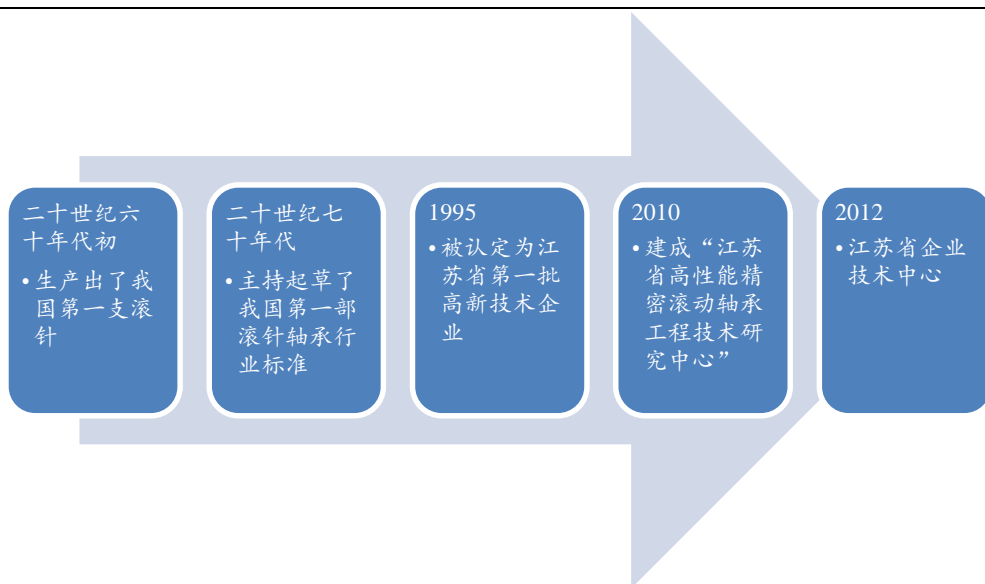 二十世纪六
十年代初
•生产出了我
国第一支滚
针
二十世纪七
十年代
•主持起草了
我国第一部
滚针轴承行
业标准
1995
•被认定为江
苏省第一批
高新技术企
业
2010
•建成“江苏
省高性能精
密滚动轴承
工程技术研
究中心”
2012
•江苏省企业
技术中心